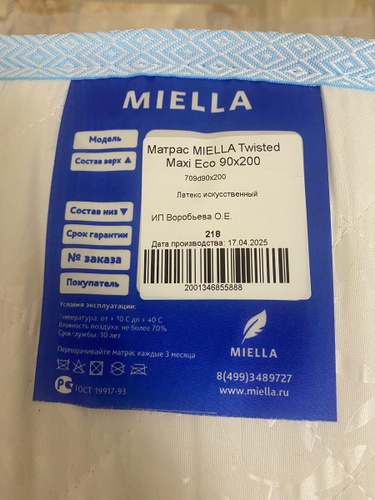 MIELLA
Модель
Матрас MIELLA Twisted
Maxi Eco 90x200
Состав верх ▲
709d90x200
Латекс искусственный
Состав низ ▼
ИП Воробьева О.Е.
Срок гарантии
218
Дата производства: 17.04.2025
№ заказа
Покупатель
2001346855888
Условия эксплуатации:
Температура: от +10 С до +40 С
Влажность воздуха: не более 70%
Срок службы: 10 лет
Переворачивайте матрас каждые 3 месяца
MIELLA
ГОСТ 19917-93
8(499)3489727
www.miella.ru